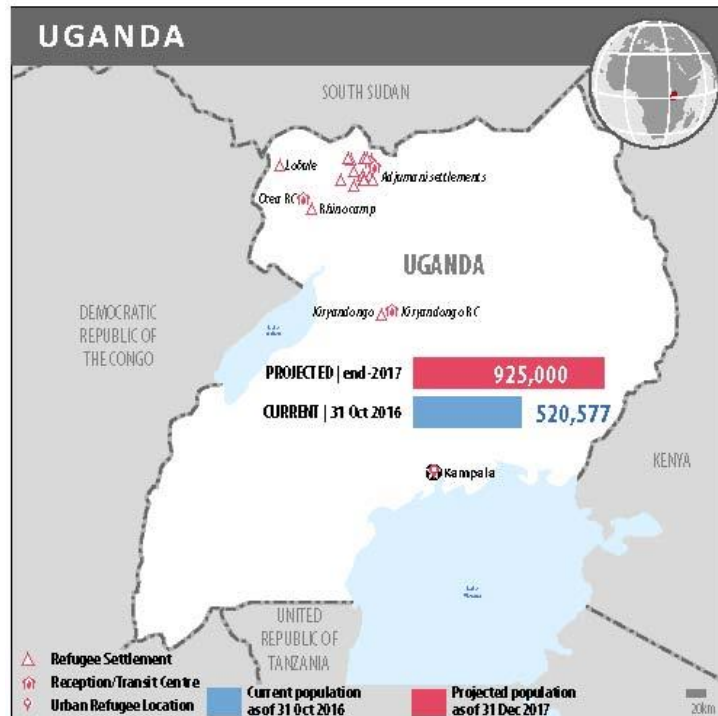 UGANDA
SOUTH SUDAN
Lobule
Adjumani settlements
Ocea RC
Rhinocamp
UGANDA
DEMOCRATIC
REPUBLIC OF
THE CONGO
Kiryandongo
Kiryandongo RC
PROJECTED | end-2017
925,000
CURRENT | 31 Oct 2016
520,577
KENYA
Kampala
UNITED
REPUBLIC OF
TANZANIA
Refugee Settlement
Reception/Transit Centre
Urban Refugee Location
Current population
as of 31 Oct 2016
Projected population
as of 31 Dec 2017
20km